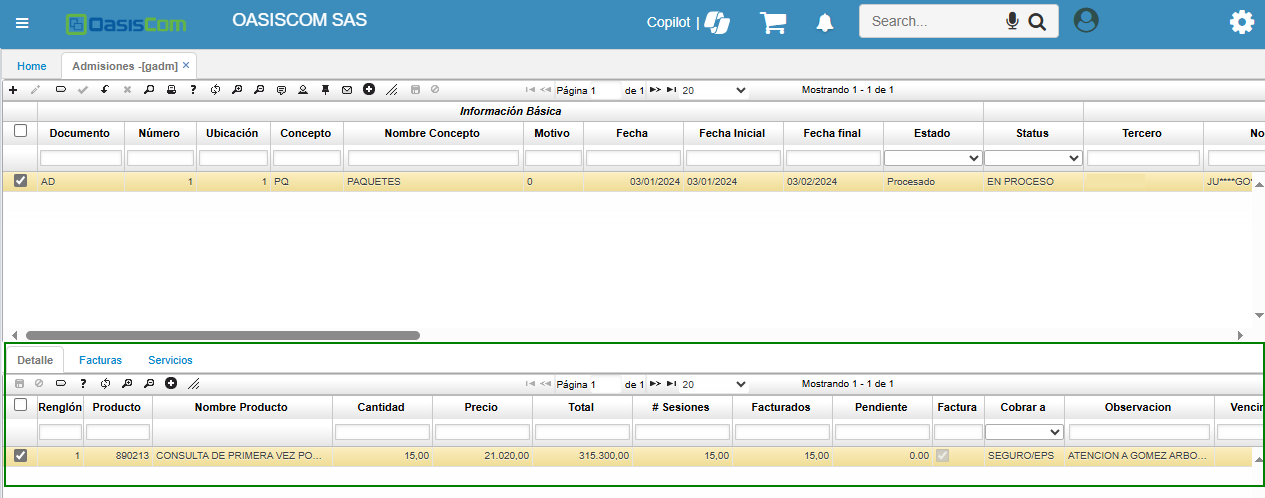 OasisCom
OASISCOM SAS
Copilot |
Search...
Home
Admisiones -[gadm] ×
Página 1 de 1 20 Mostrando 1 - 1 de 1
Información Básica
Documento Número Ubicación Concepto Nombre Concepto Motivo Fecha Fecha Inicial Fecha final Estado Status Tercero No
AD 1 1 PQ PAQUETES 0 03/01/2024 03/01/2024 03/02/2024 Procesado EN PROCESO JU****GO*
Detalle Facturas Servicios
Página 1 de 1 20 Mostrando 1 - 1 de 1
Renglón Producto Nombre Producto Cantidad Precio Total # Sesiones Facturados Pendiente Factura Cobrar a Observacion Vencin
1 890213 CONSULTA DE PRIMERA VEZ PO... 15,00 21.020,00 315.300,00 15,00 15,00 0.00 SEGURO/EPS ATENCION A GOMEZ ARBO...